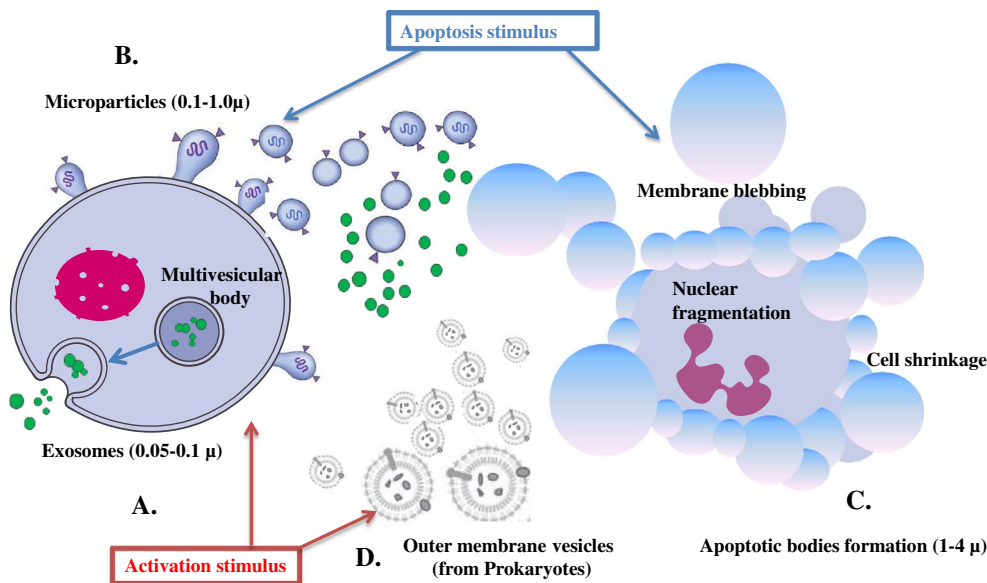 Apoptosis stimulus
B.
Microparticles (0.1-1.0µ)
Membrane blebbing
Multivesicular
body
Nuclear
fragmentation
Cell shrinkage
Exosomes (0.05-0.1 µ)
A.
C.
Activation stimulus
D.
Outer membrane vesicles
(from Prokaryotes)
Apoptotic bodies formation (1-4 µ)